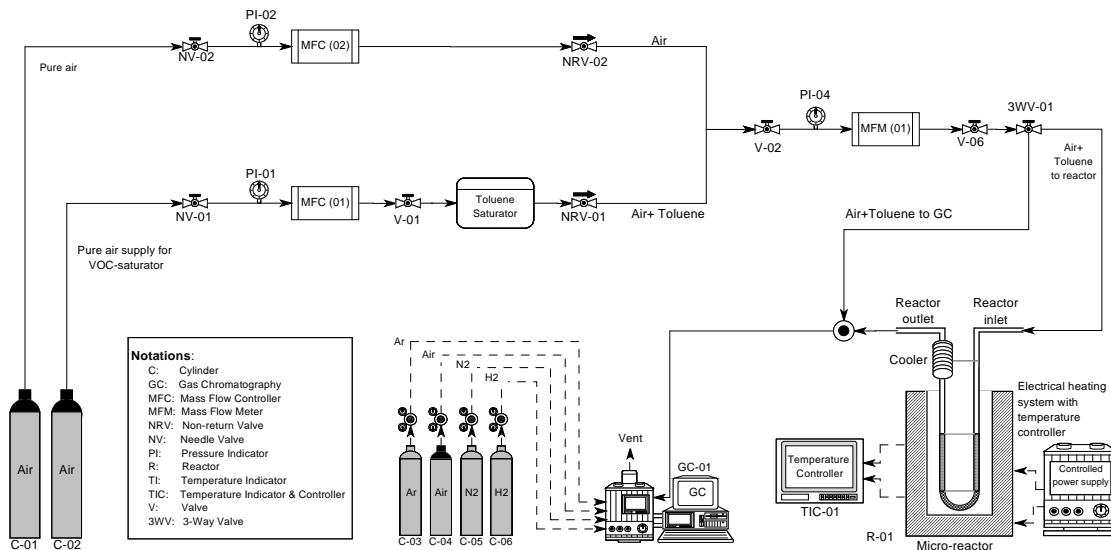 PI-02
NV-02
MFC (02)
NRV-02
Air
Pure air
PI-04
3WV-01
V-02
MFM (01)
V-06
Air+
Toluene
to reactor
PI-01
NV-01
MFC (01)
V-01
Toluene
Saturator
NRV-01
Air+ Toluene
Air+Toluene to GC
Pure air supply for
VOC-saturator
Reactor
outlet
Reactor
inlet
Cooler
Electrical heating
system with
temperature
controller
Notations:
C: Cylinder
GC: Gas Chromatography
MFC: Mass Flow Controller
MFM: Mass Flow Meter
NRV: Non-return Valve
NV: Needle Valve
PI: Pressure Indicator
R: Reactor
TI: Temperature Indicator
TIC: Temperature Indicator & Controller
V: Valve
3WV: 3-Way Valve
Ar
Air
N2
H2
Air
Air
C-01
C-02
Ar
Air
N2
H2
C-03
C-04
C-05
C-06
Vent
GC-01
GC
Temperature
Controller
TIC-01
Controlled
power supply
R-01
Micro-reactor